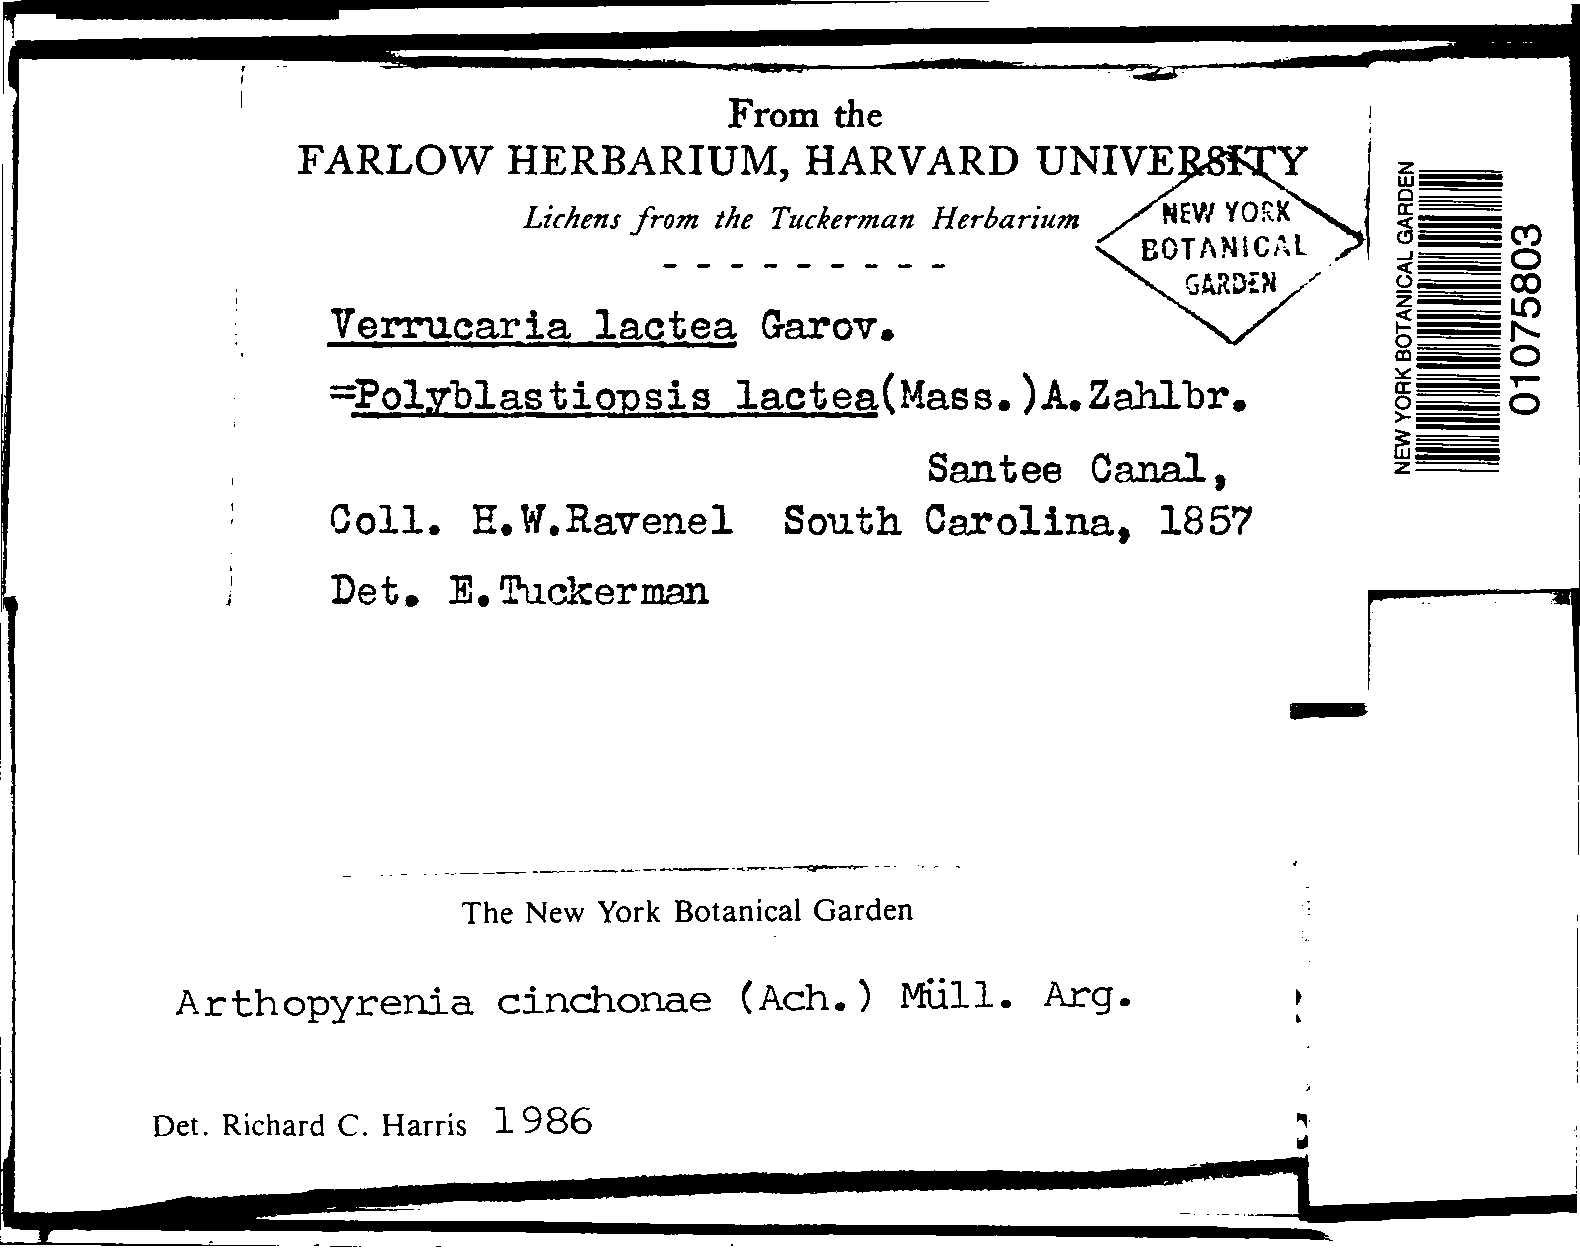 From the
FARLOW HERBARIUM, HARVARD UNIVERSITY
Lichens from the Tuckerman Herbarium
NEW YORK
BOTANICAL
GARDEN
Verrucaria lactea Garov.
=Polyblastiopsis lactea(Mass.)A.Zahlbr.
Santee Canal,
Coll. H.W.Ravenel South Carolina, 1857
Det. E.Tuckerman
NEW YORK BOTANICAL GARDEN
01075803
The New York Botanical Garden
Arthopyrenia cinchonae (Ach.) Müll. Arg.
Det. Richard C. Harris 1986